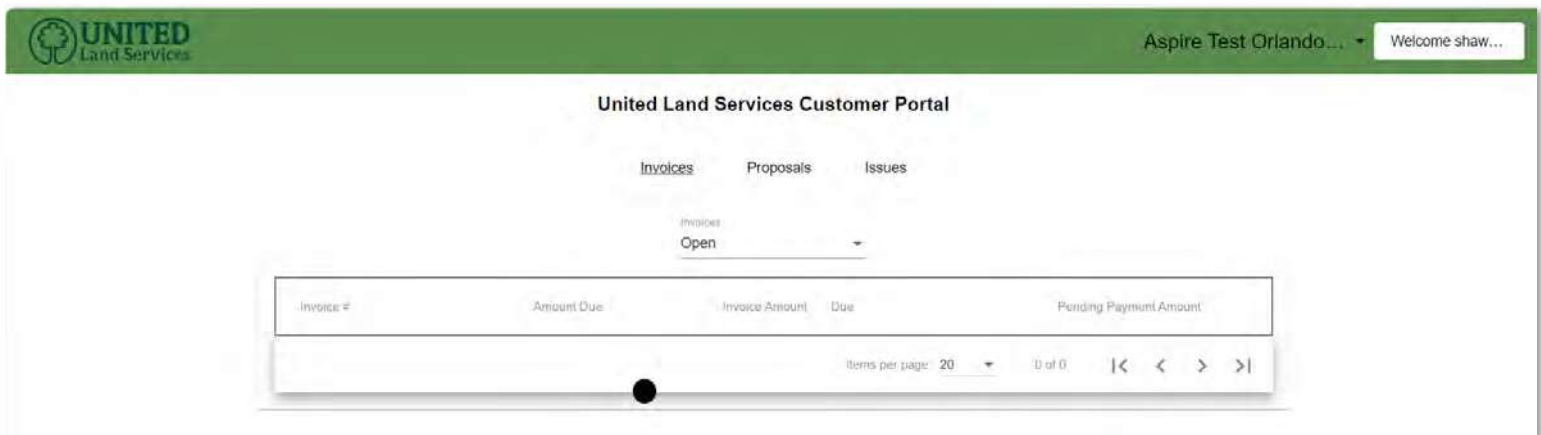 UNITED
Land Services
Aspire Test Orlando...
Welcome shaw...
United Land Services Customer Portal
Invoices Proposals Issues
Invoices
Open
Invoice # Amount Due Invoice Amount Due Pending Payment Amount
Items per page: 20 0 of 0